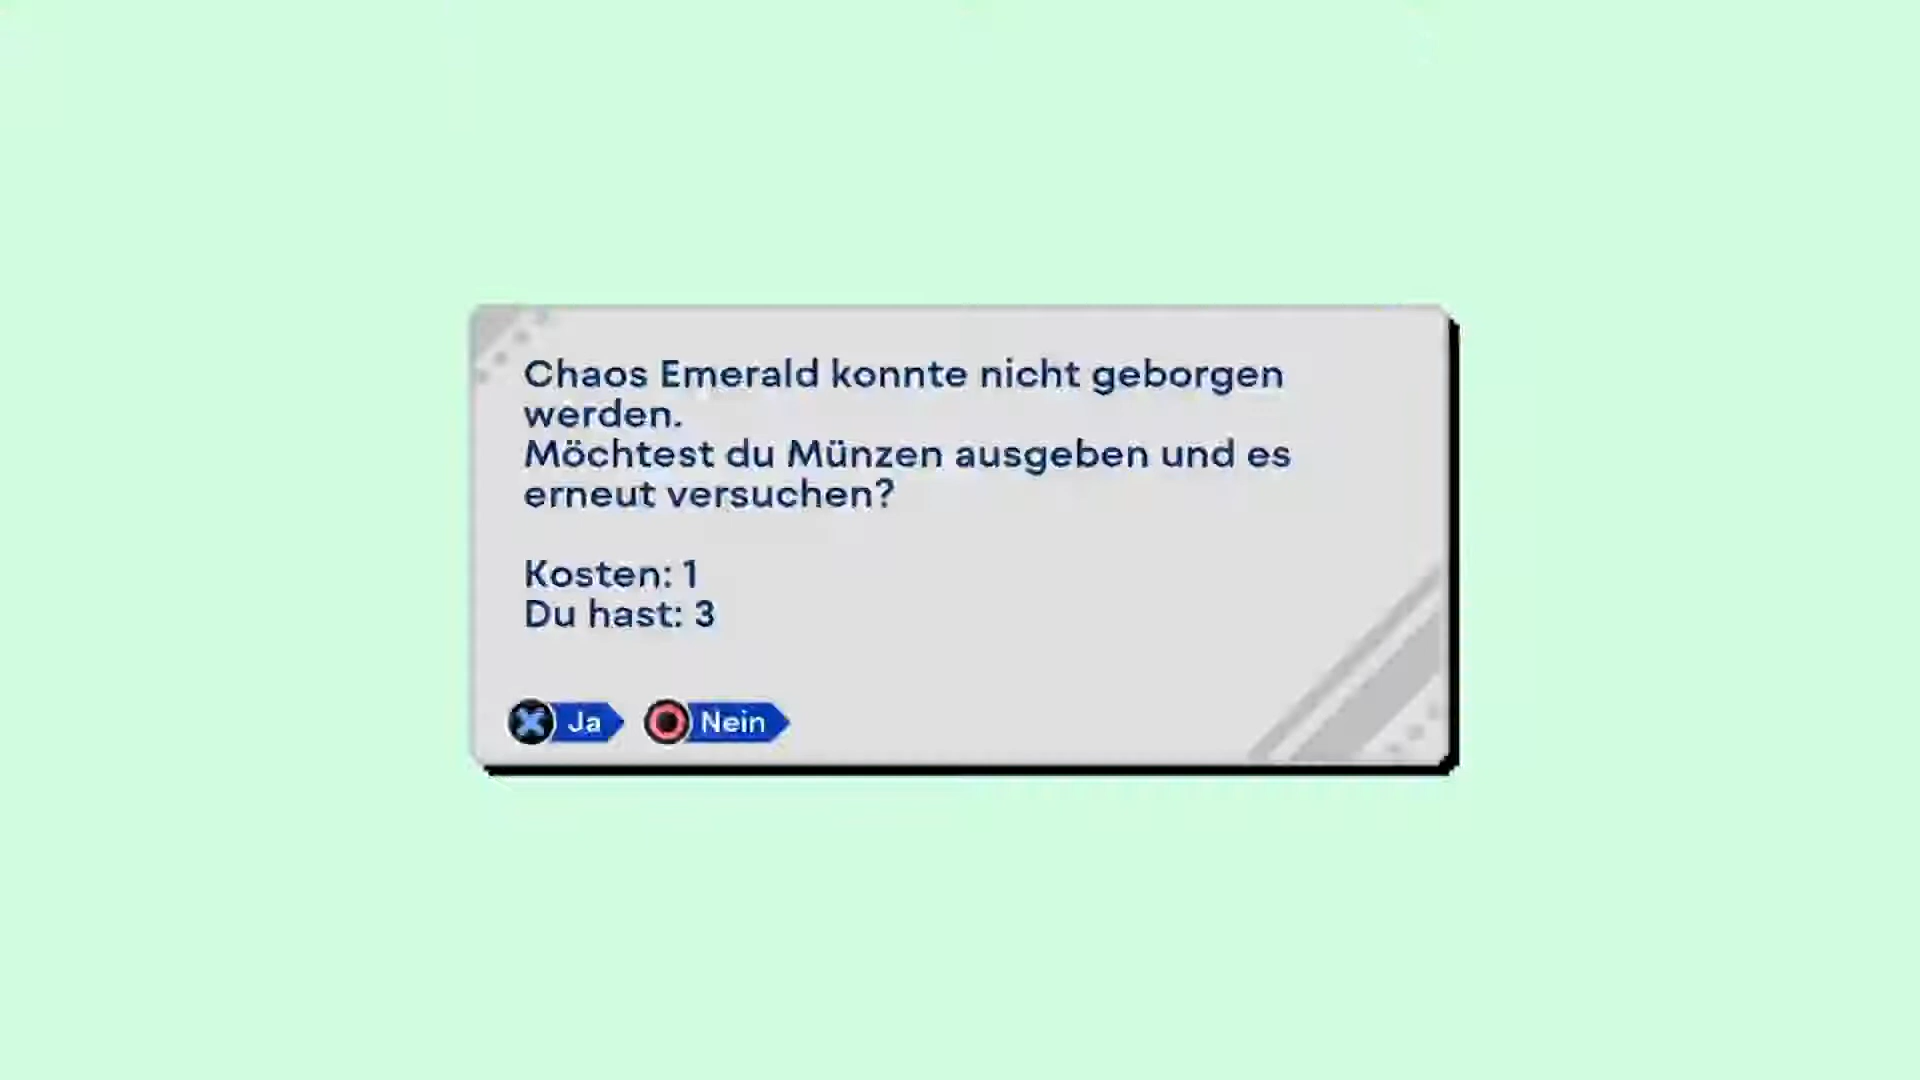 Chaos Emerald konnte nicht geborgen
werden.
Möchtest du Münzen ausgeben und es
erneut versuchen?
Kosten: 1
Du hast: 3
Ja
Nein